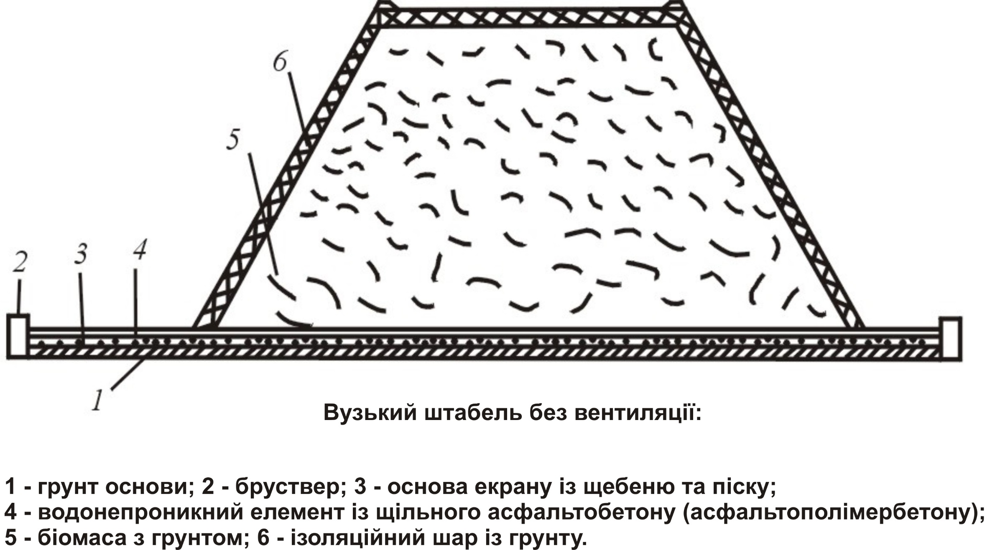 6
5
2 3 4
1
Вузький штабель без вентиляції:
1 - грунт основи; 2 - бруствер; 3 - основа екрану із щебеню та піску;
4 - водонепроникний елемент із щільного асфальтобетону (асфальтополімербетону);
5 - біомаса з грунтом; 6 - ізоляційний шар із грунту.